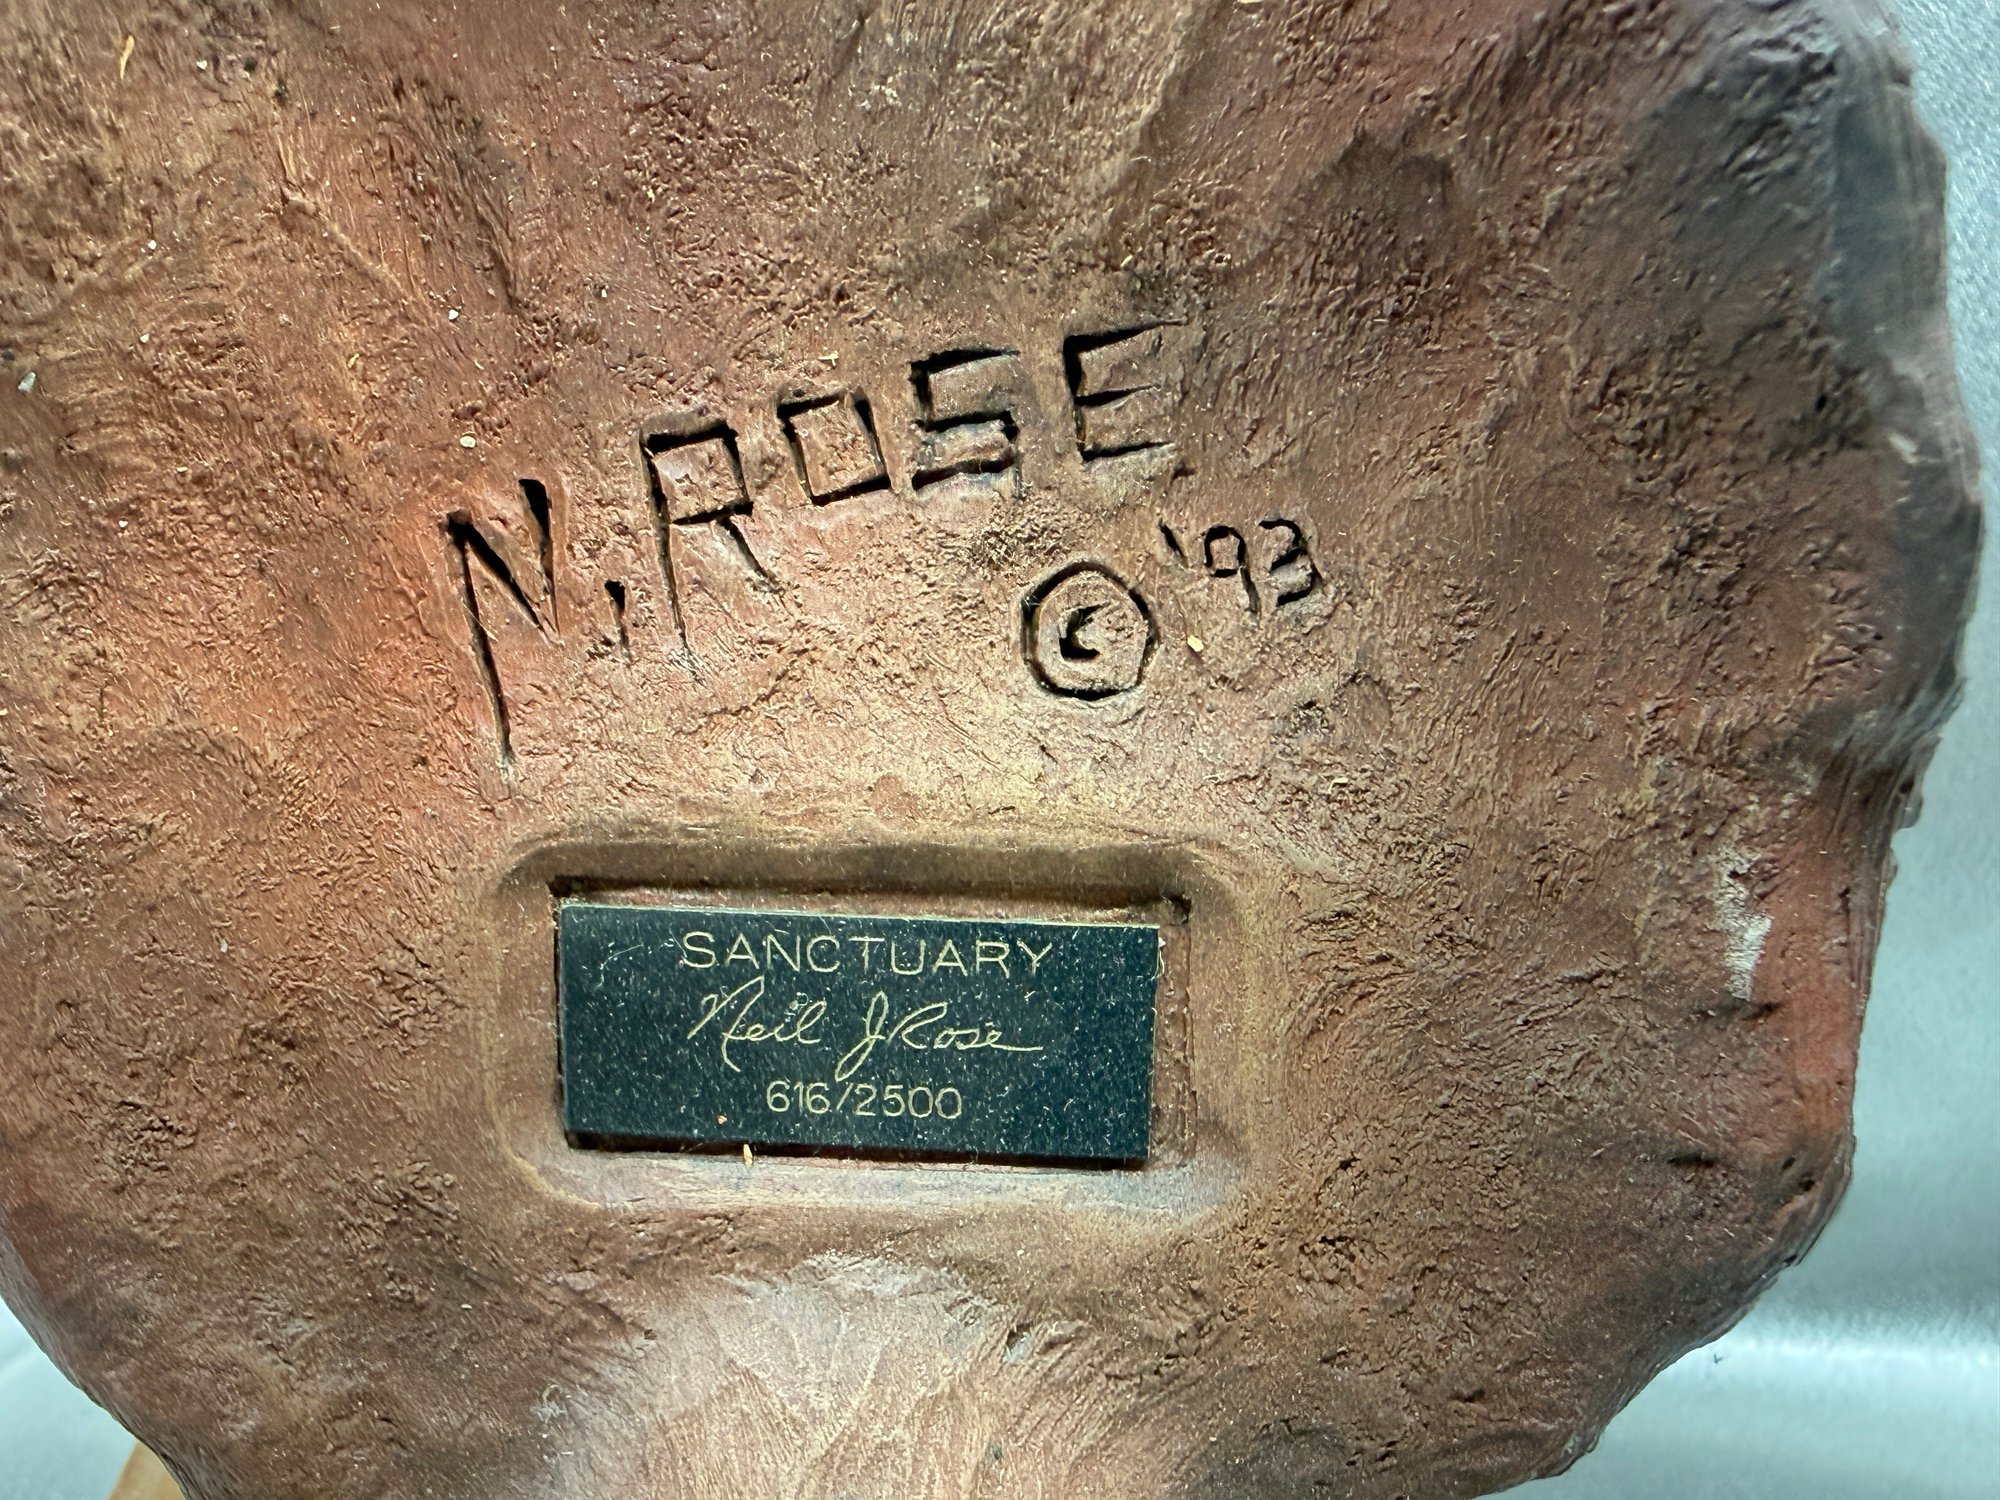 N. ROSE
© '93
SANCTUARY
Neil J Rose
616/2500